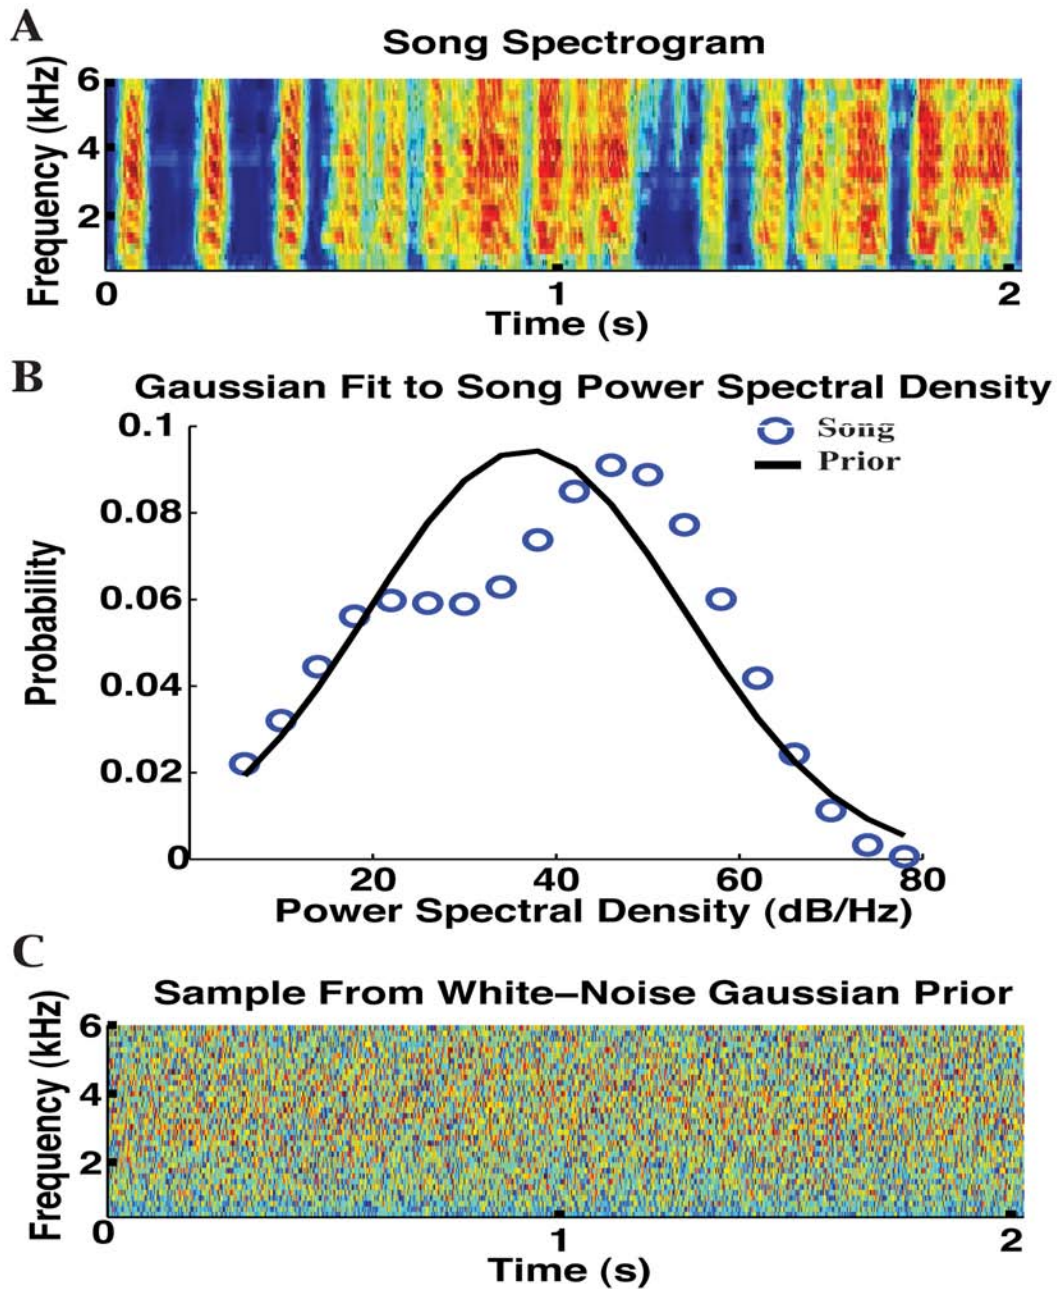 A
Song Spectrogram
Frequency (kHz)
6
4
2
0
1
2
Time (s)
B
Gaussian Fit to Song Power Spectral Density
Song
Prior
Probability
0.1
0.08
0.06
0.04
0.02
0
20
40
60
80
Power Spectral Density (dB/Hz)
C
Sample From White–Noise Gaussian Prior
Frequency (kHz)
6
4
2
0
1
2
Time (s)